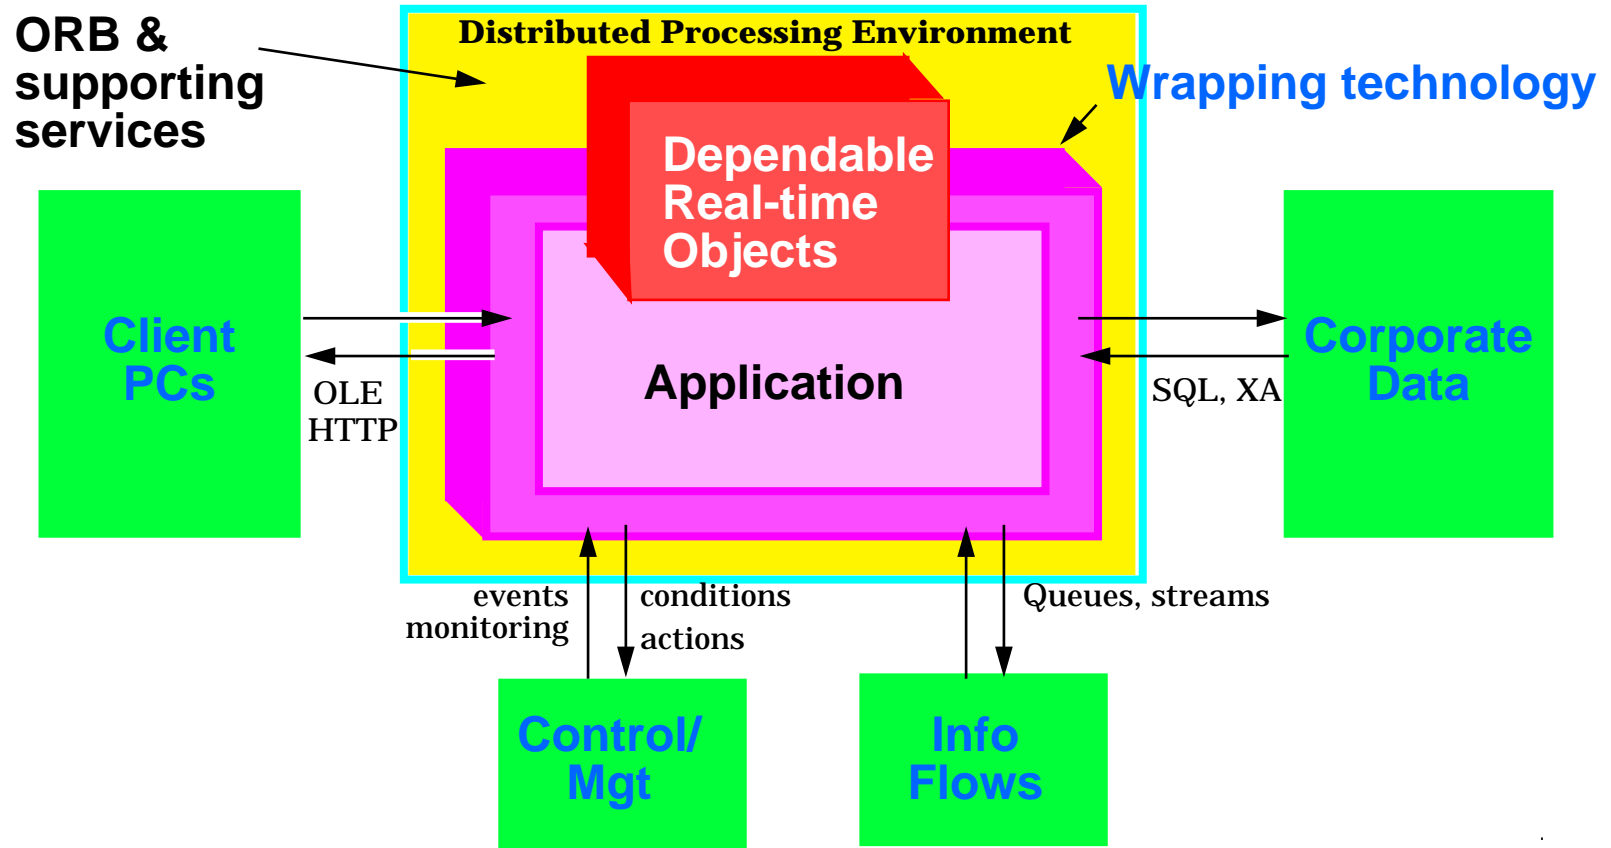 ORB &
supporting
services
Distributed Processing Environment
Wrapping technology
Dependable
Real-time
Objects
Client
PCs
OLE
HTTP
Application
SQL, XA
Corporate
Data
events
monitoring
conditions
actions
Queues, streams
Control/
Mgt
Info
Flows